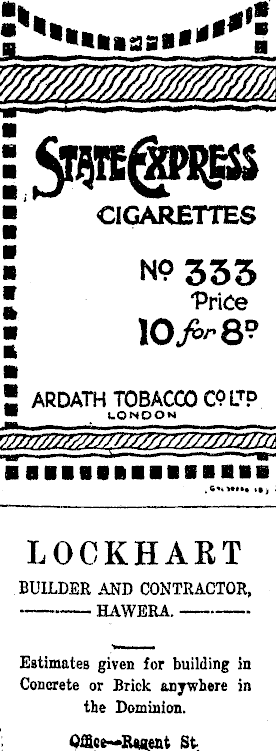 STATE EXPRESS
CIGARETTES
No 333
Price
10 for 8D
ARDATH TOBACCO Co LTD
LONDON
LOCKHART
BUILDER AND CONTRACTOR,
HAWERA.
Estimates given for building in
Concrete or Brick anywhere in
the Dominion.
Office—Regent St.